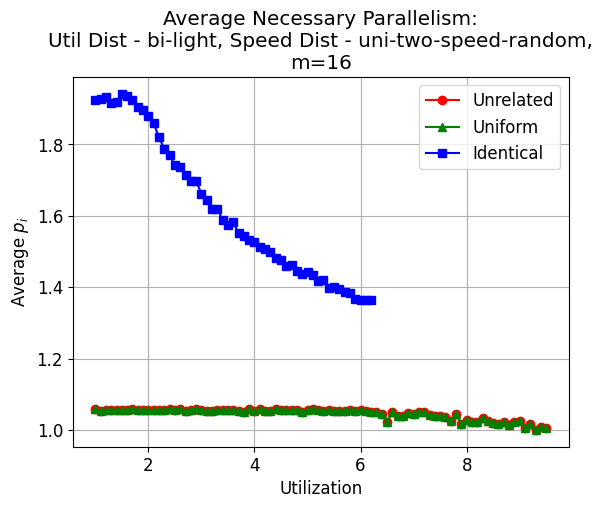 Average Necessary Parallelism:
Util Dist - bi-light, Speed Dist - uni-two-speed-random,
m=16
Unrelated
Uniform
Identical
1.8
1.6
1.4
1.2
1.0
Average p_i
2
4
6
8
Utilization